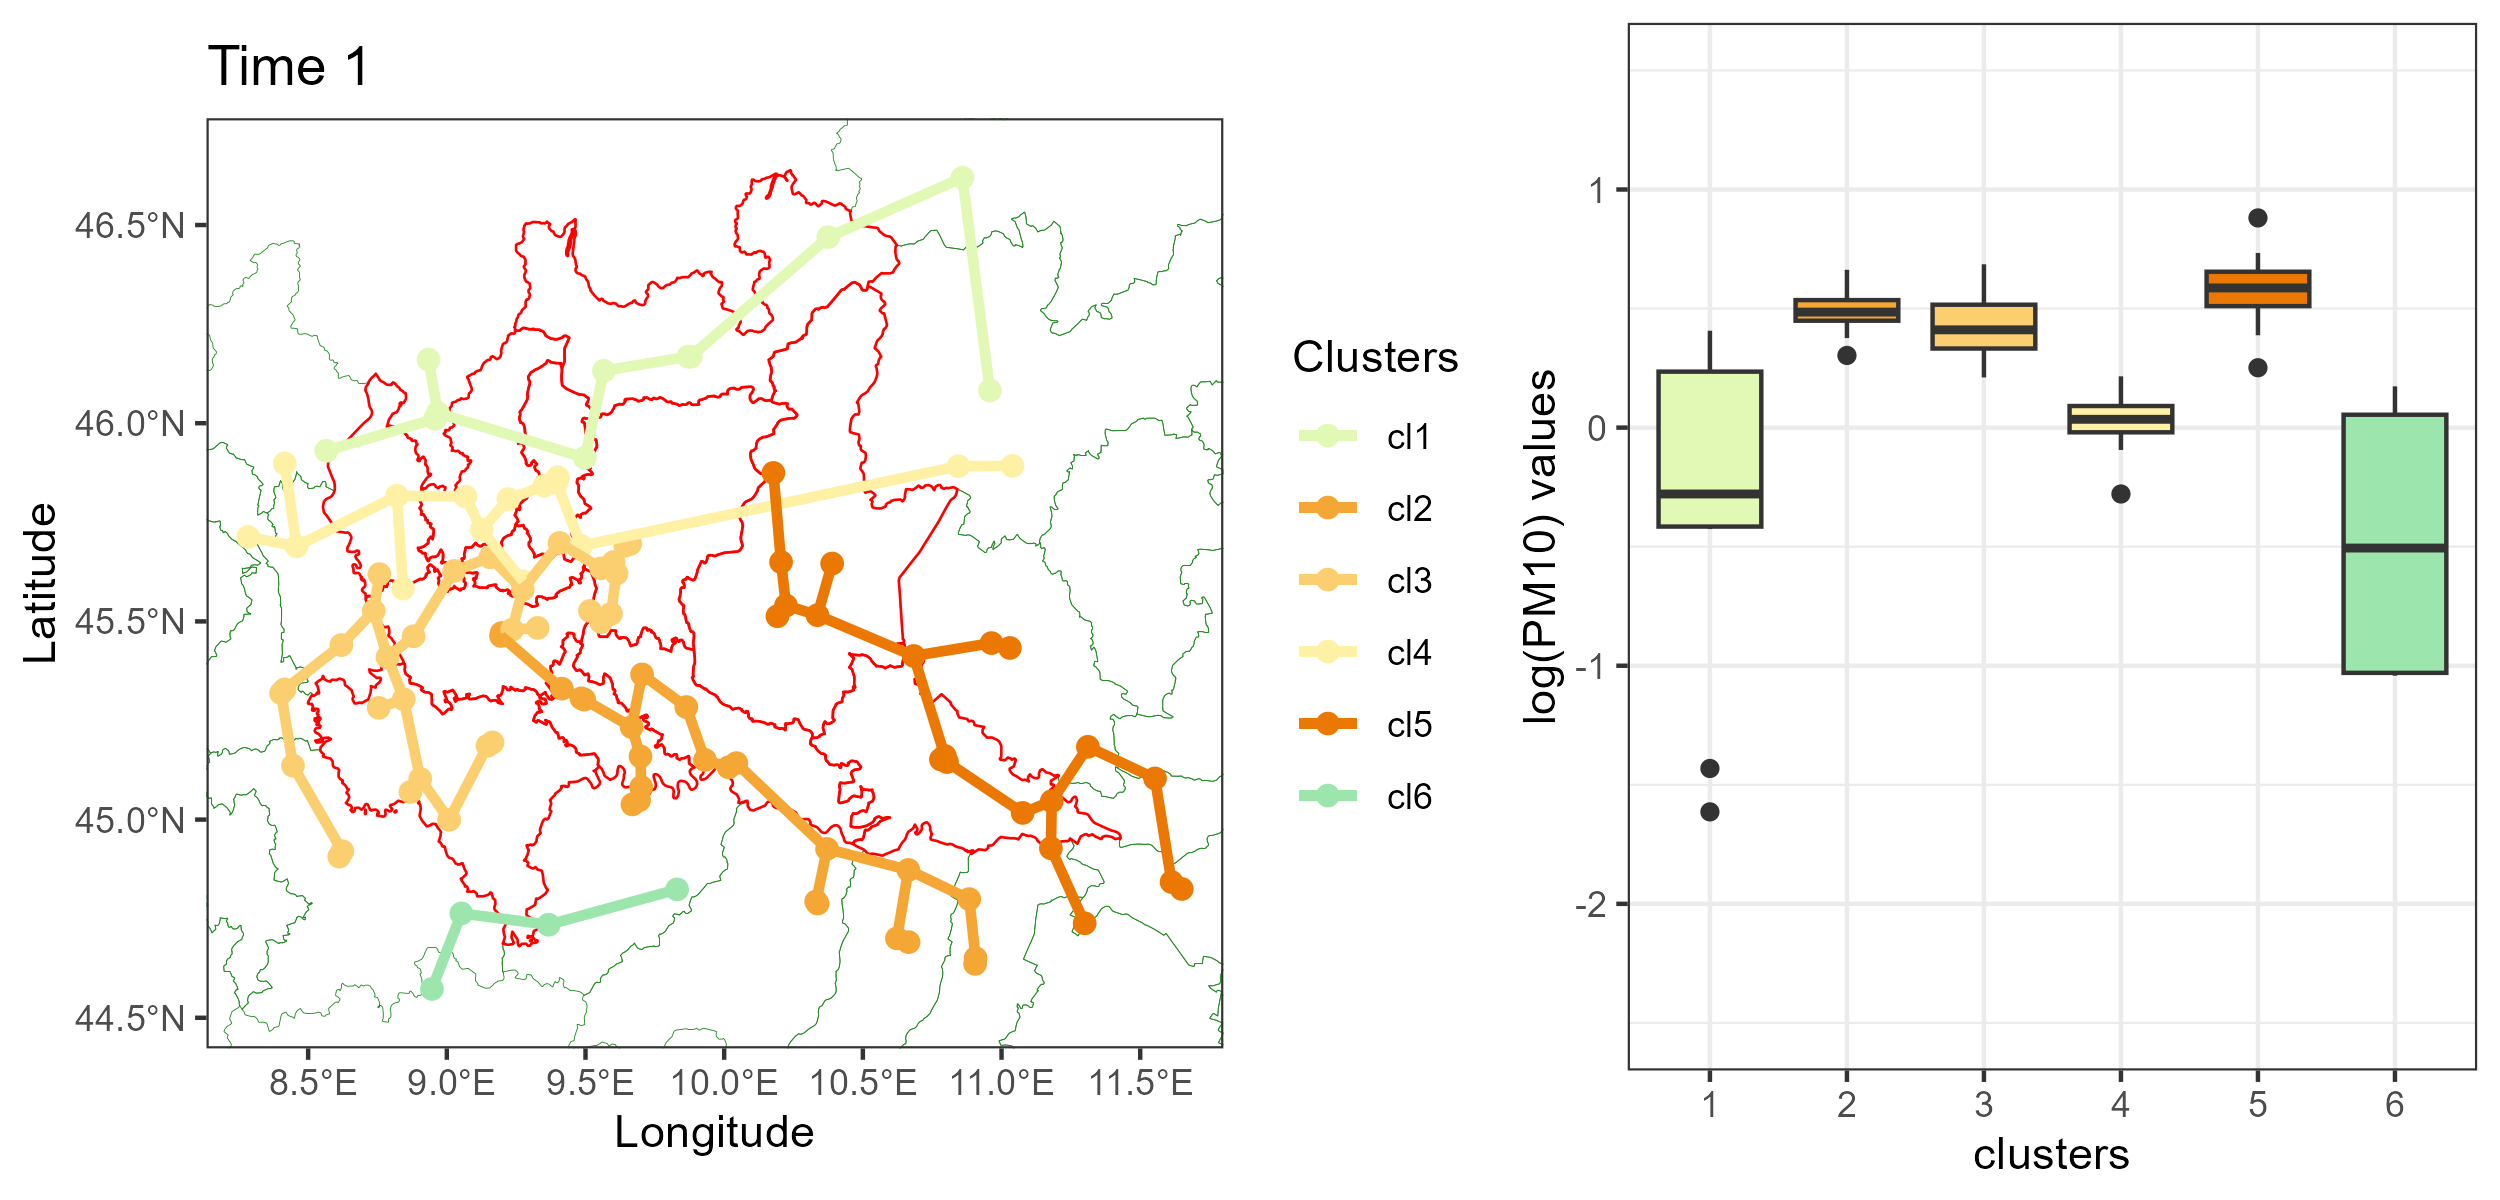 Time 1
46.5°N
46.0°N
45.5°N
45.0°N
44.5°N
Latitude
8.5°E
9.0°E
9.5°E
10.0°E
10.5°E
11.0°E
11.5°E
Longitude
Clusters
cl1
cl2
cl3
cl4
cl5
cl6
log(PM10) values
1
0
-1
-2
1
2
3
4
5
6
clusters